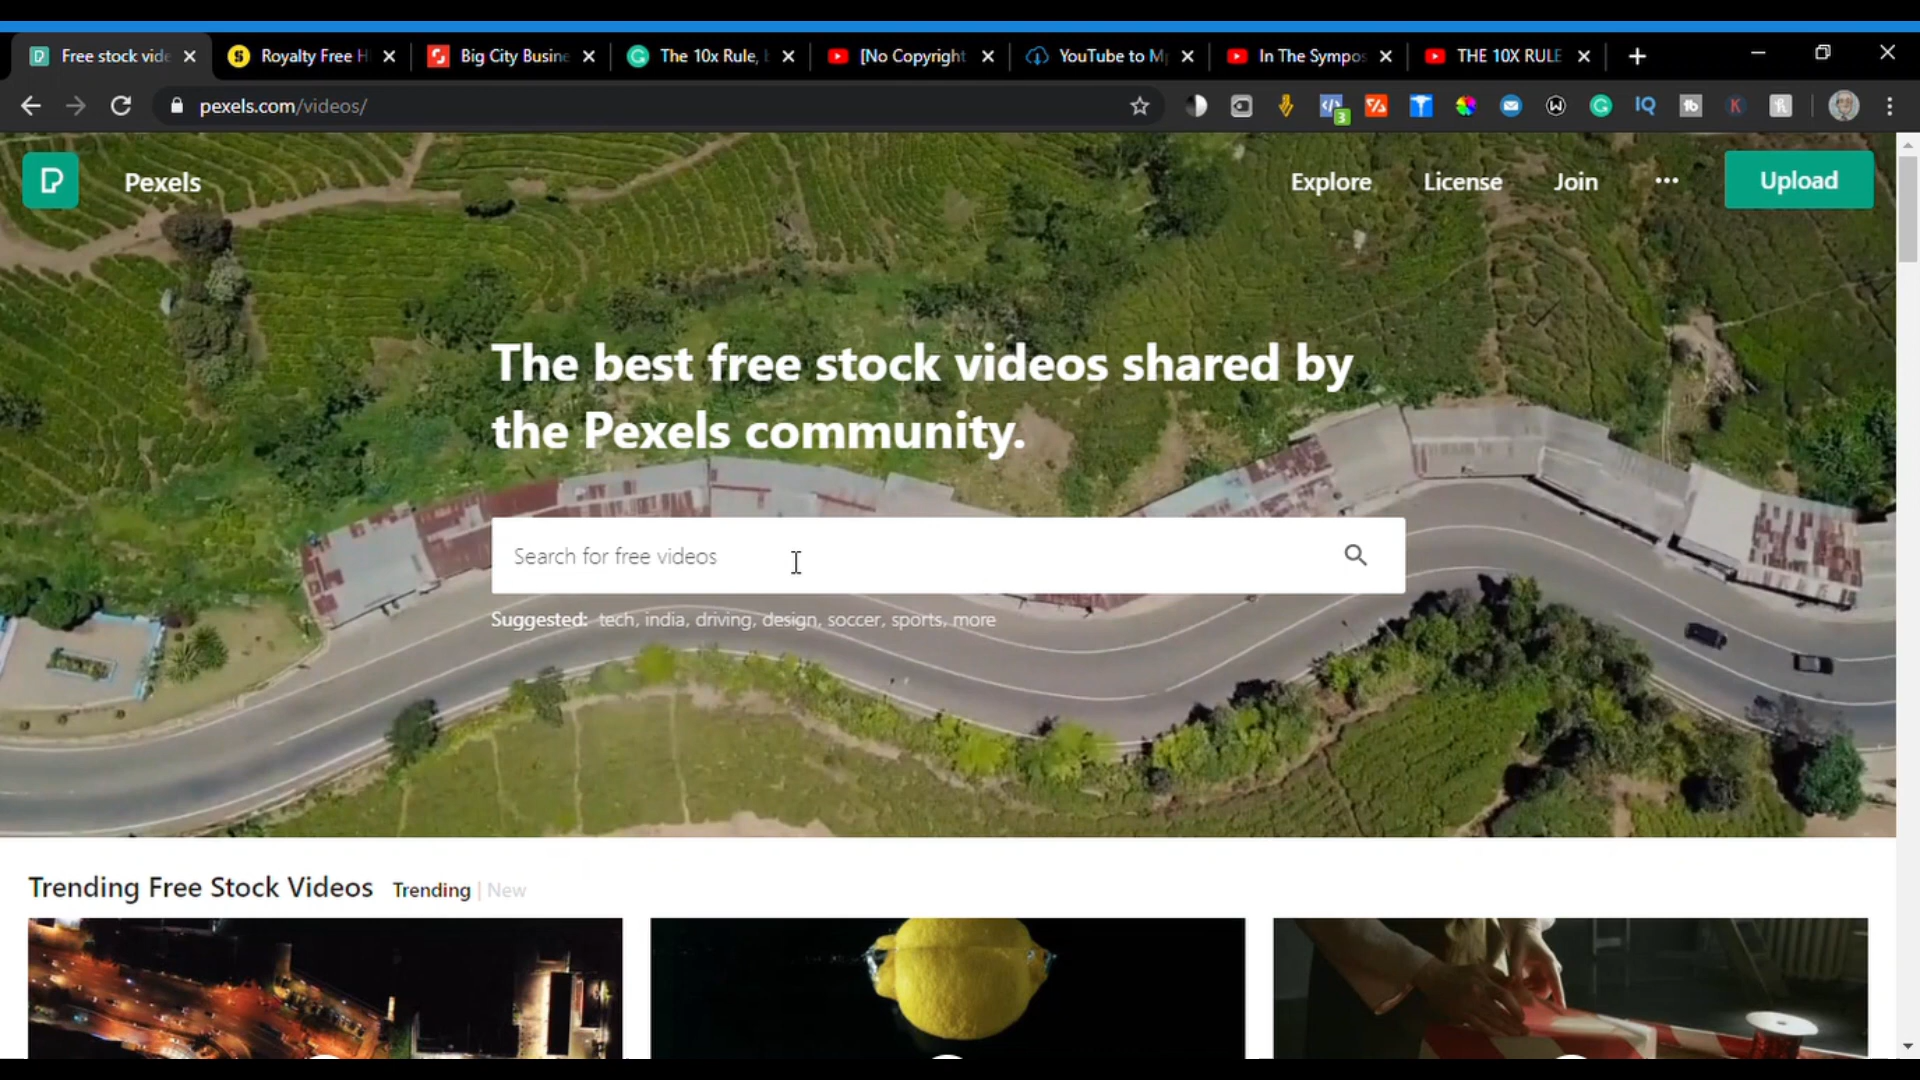 Free stock vide
Royalty Free H
Big City Busine
The 10x Rule, b
[No Copyright
YouTube to M
In The Sympos
THE 10X RULE
pexels.com/videos/
3
IQ
Pexels
Explore
License
Join
Upload
The best free stock videos shared by
the Pexels community.
Search for free videos
Suggested: tech, india, driving, design, soccer, sports, more
Trending Free Stock Videos Trending | New